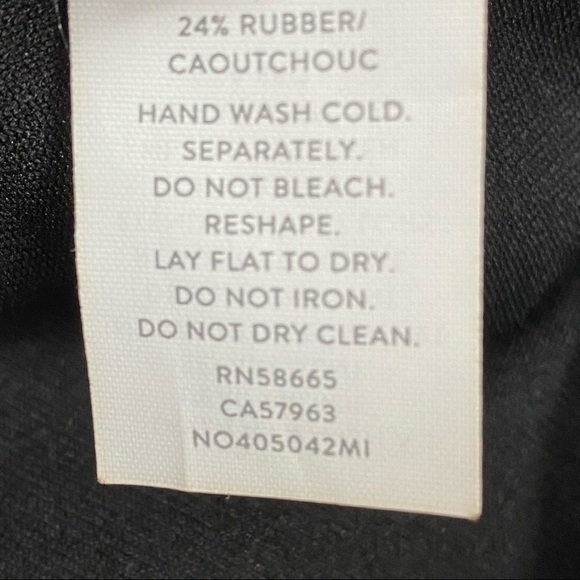 24% RUBBER/
CAOUTCHOUC
HAND WASH COLD.
SEPARATELY.
DO NOT BLEACH.
RESHAPE.
LAY FLAT TO DRY.
DO NOT IRON.
DO NOT DRY CLEAN.
RN58665
CA57963
NO405042MI